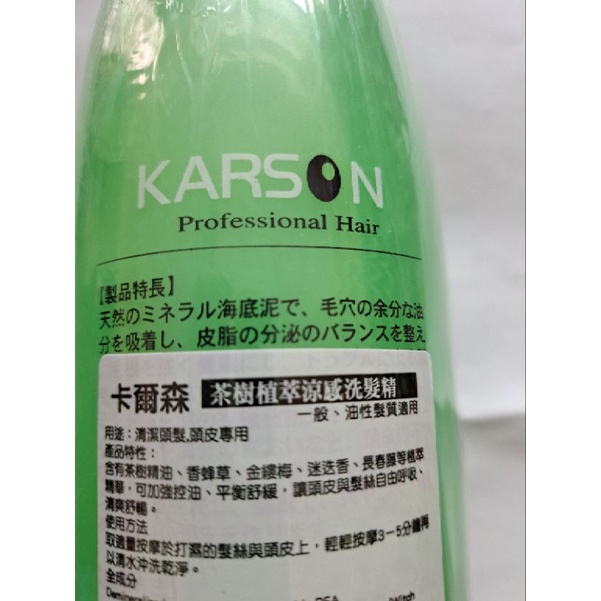 KARSON
Professional Hair
【製品特長】
天然のミネラル海底泥で、毛穴の余分な油
分を吸着し、皮脂の分泌のバランスを整え
卡爾森 茶樹植萃涼感洗髮精
一般、油性髮質適用
用途：清潔頭髮,頭皮專用
產品特性：
含有茶樹精油、香蜂草、金縷梅、迷迭香、長春藤等植萃
精華，可加強控油、平衡舒緩，讓頭皮與髮絲自由呼吸、
清爽舒暢。
使用方法
取適量按摩於打濕的髮絲與頭皮上，輕輕按摩3－5分鐘再
以清水沖洗乾淨。
全成分